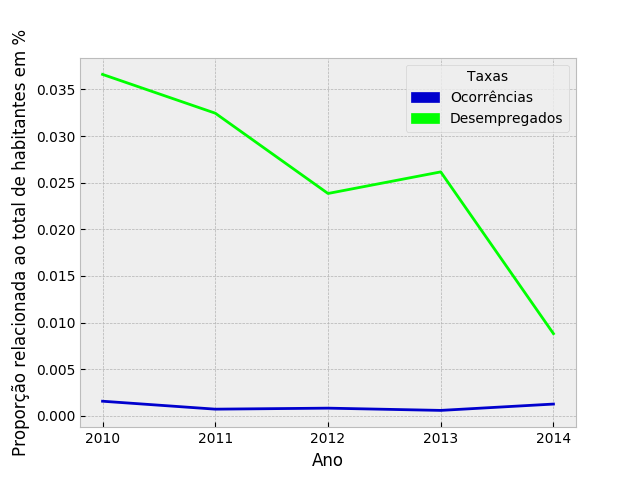 Proporção relacionada ao total de habitantes em %
0.035
0.030
0.025
0.020
0.015
0.010
0.005
0.000
Taxas
Ocorrências
Desempregados
2010 2011 2012 2013 2014
Ano